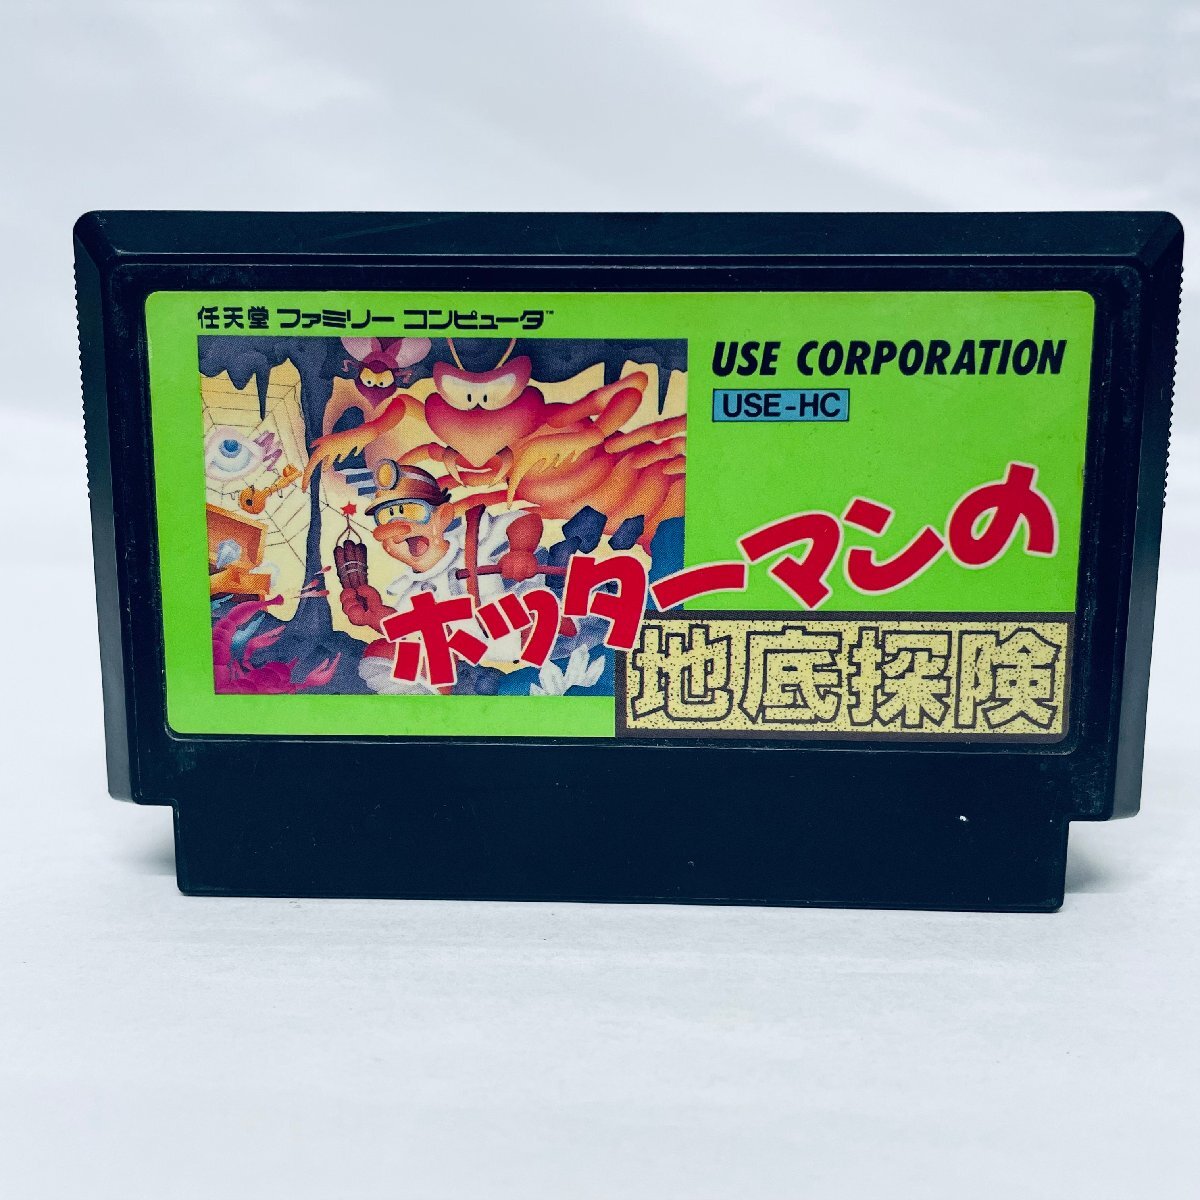 任天堂 ファミリー コンピュータ™
USE CORPORATION
USE-HC
ホッターマンの
地底探険